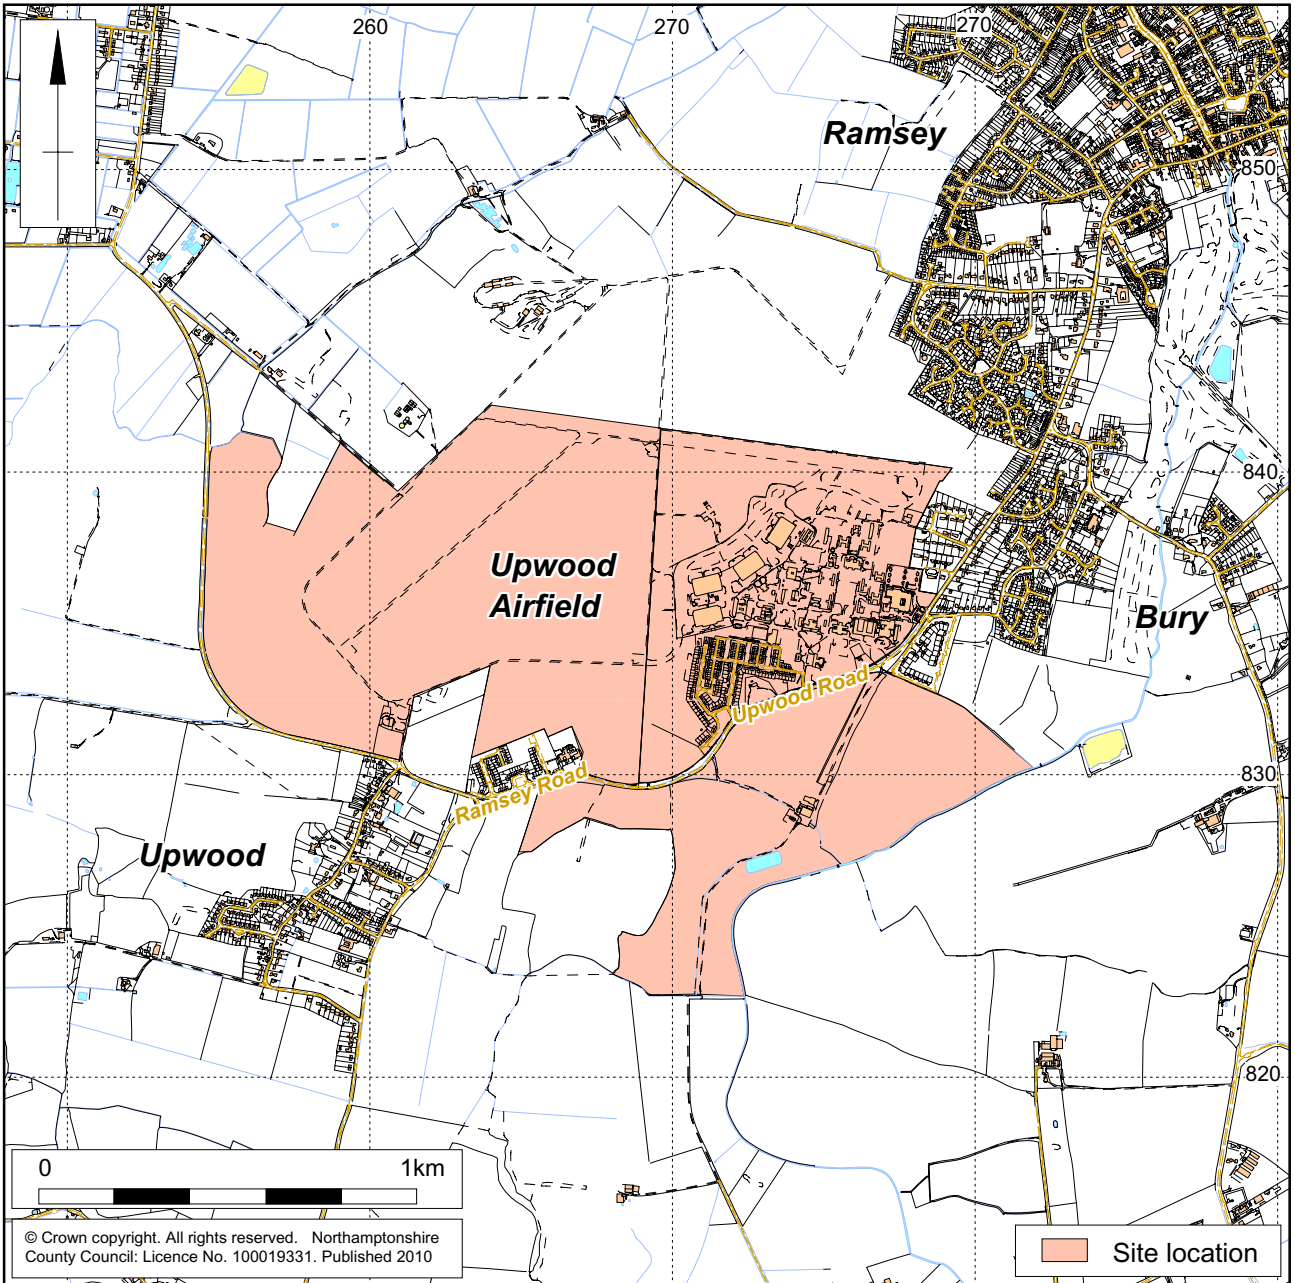 260
270
270
Ramsey
850
840
Upwood
Airfield
Bury
Upwood Road
830
Ramsey Road
Upwood
820
0 1km
© Crown copyright. All rights reserved. Northamptonshire
County Council: Licence No. 100019331. Published 2010
Site location